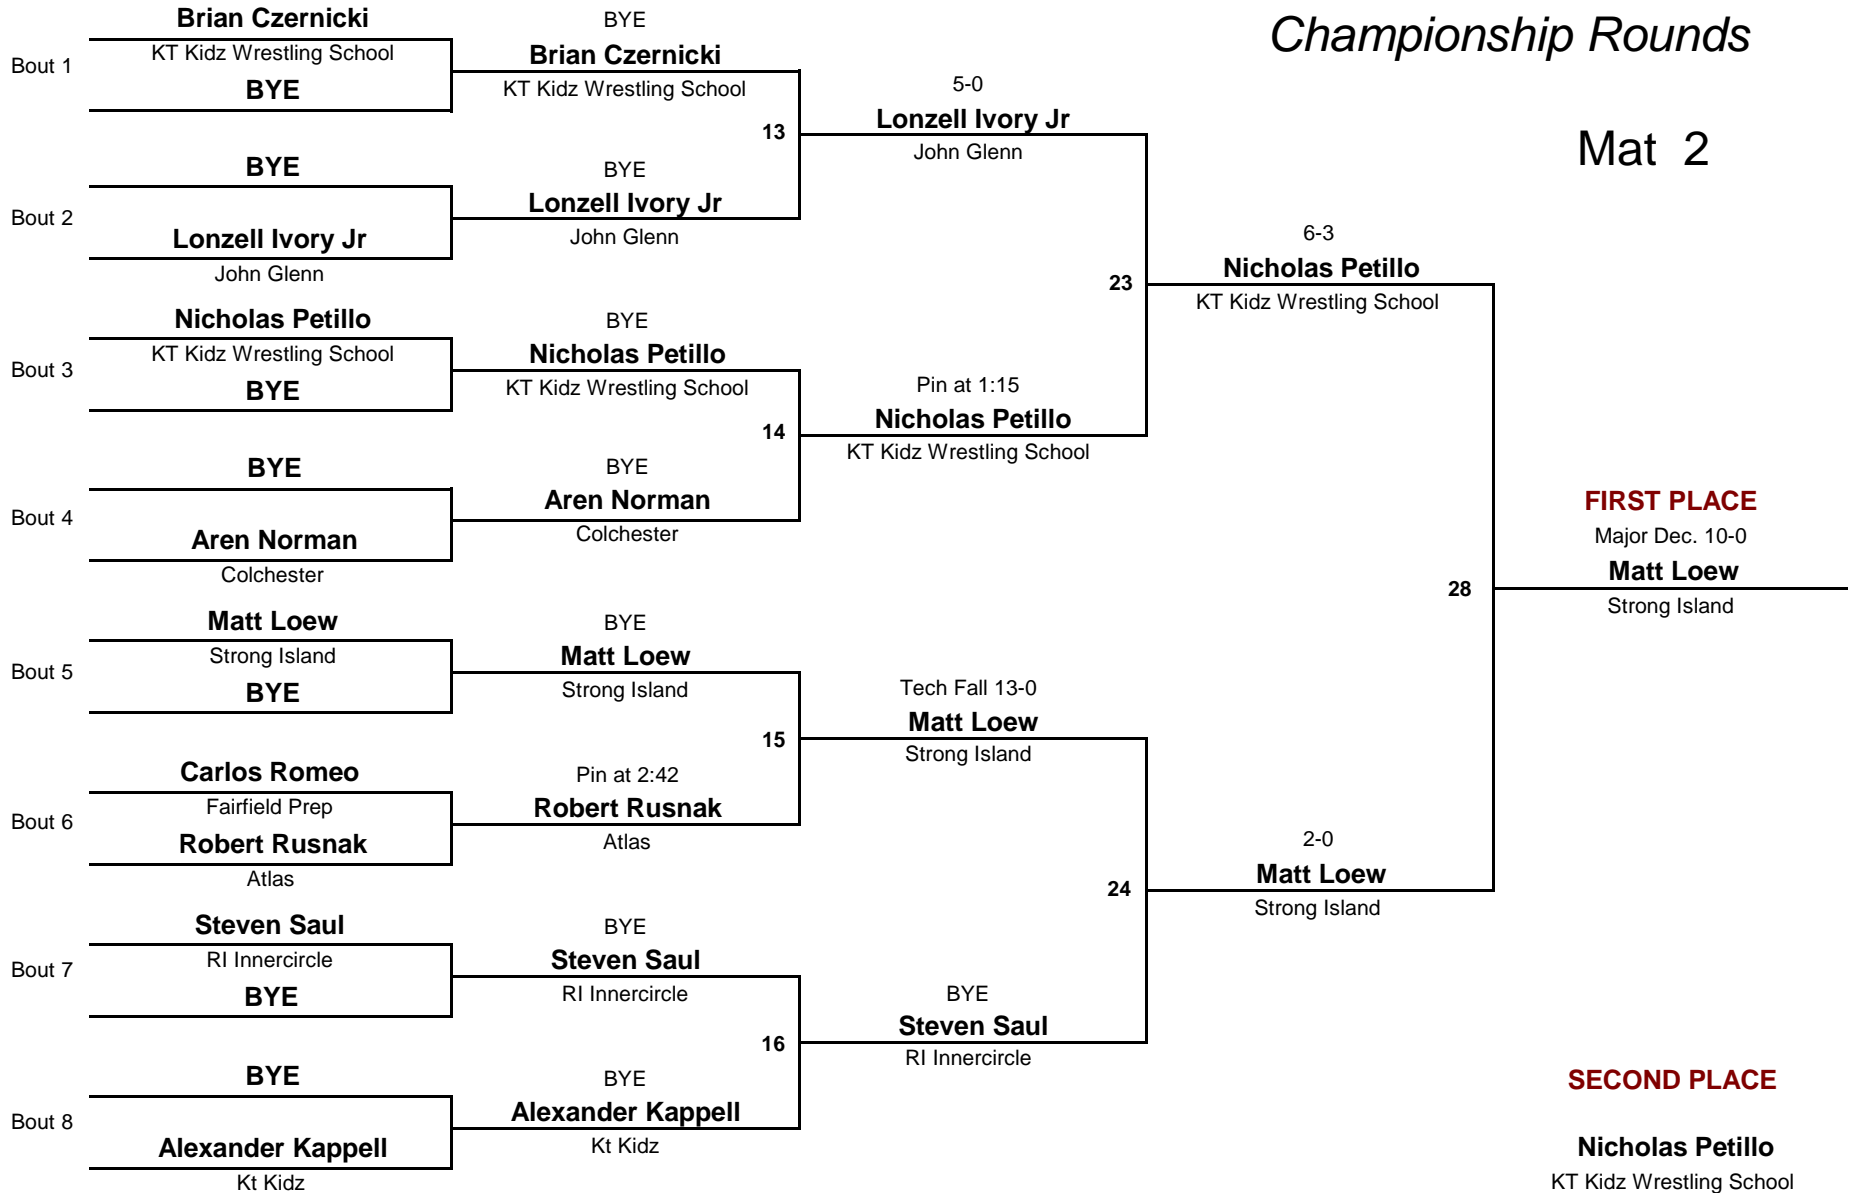 Championship Rounds
Mat 2
Bout 1
Brian Czernicki
KT Kidz Wrestling School
BYE
Bout 2
BYE
Lonzell Ivory Jr
John Glenn
Bout 3
Nicholas Petillo
KT Kidz Wrestling School
BYE
Bout 4
BYE
Aren Norman
Colchester
Bout 5
Matt Loew
Strong Island
BYE
Bout 6
Carlos Romeo
Fairfield Prep
Robert Rusnak
Atlas
Bout 7
Steven Saul
RI Innercircle
BYE
Bout 8
BYE
Alexander Kappell
Kt Kidz
BYE
Brian Czernicki
KT Kidz Wrestling School
13
BYE
Lonzell Ivory Jr
John Glenn
BYE
Nicholas Petillo
KT Kidz Wrestling School
14
BYE
Aren Norman
Colchester
BYE
Matt Loew
Strong Island
15
Pin at 2:42
Robert Rusnak
Atlas
BYE
Steven Saul
RI Innercircle
16
BYE
Alexander Kappell
Kt Kidz
5-0
Lonzell Ivory Jr
John Glenn
23
Pin at 1:15
Nicholas Petillo
KT Kidz Wrestling School
Tech Fall 13-0
Matt Loew
Strong Island
24
BYE
Steven Saul
RI Innercircle
6-3
Nicholas Petillo
KT Kidz Wrestling School
28
2-0
Matt Loew
Strong Island
FIRST PLACE
Major Dec. 10-0
Matt Loew
Strong Island
SECOND PLACE
Nicholas Petillo
KT Kidz Wrestling School